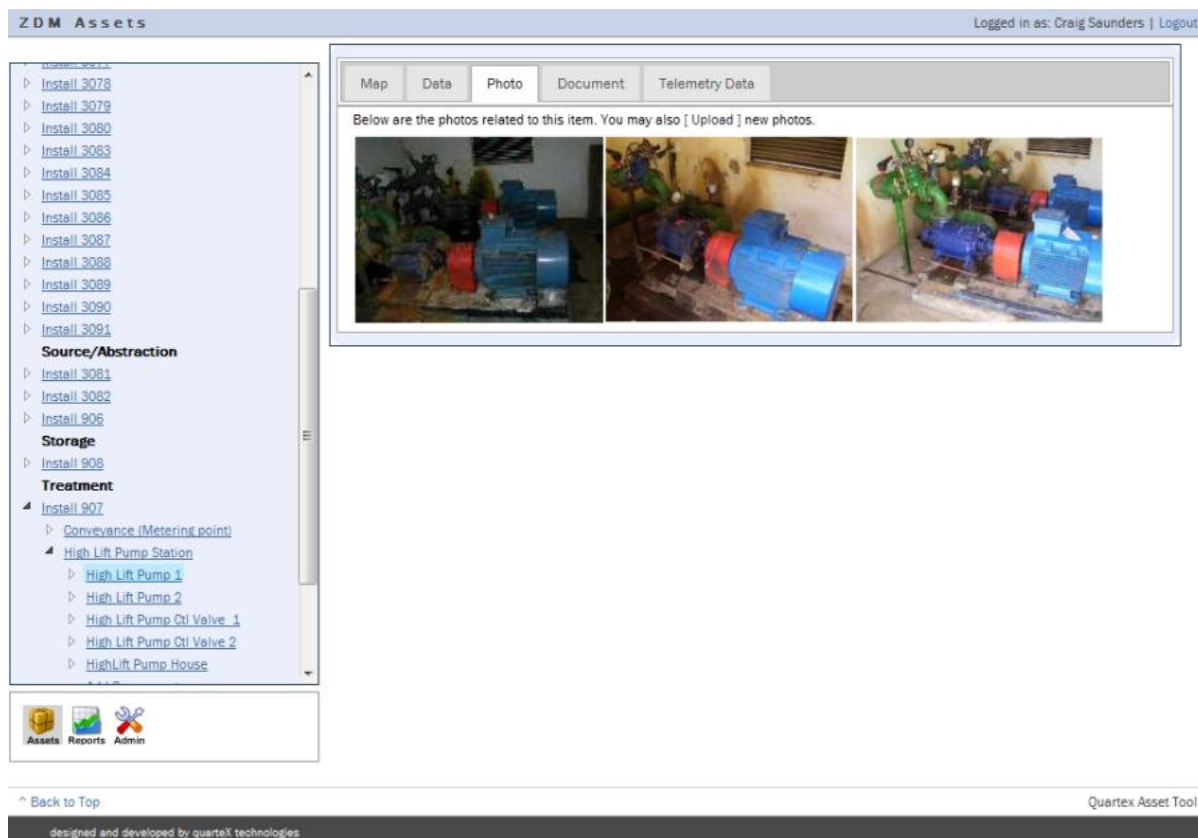 ZDM Assets
Logged in as: Craig Saunders | Logout
Install 3078
Install 3079
Install 3080
Install 3083
Install 3084
Install 3085
Install 3086
Install 3087
Install 3088
Install 3089
Install 3090
Install 3091
Source/Abstraction
Install 3081
Install 3082
Install 906
Storage
Install 908
Treatment
Install 907
Conveyance (Metering point)
High Lift Pump Station
High Lift Pump 1
High Lift Pump 2
High Lift Pump Ctl Valve 1
High Lift Pump Ctl Valve 2
HighLift Pump House
Map Data Photo Document Telemetry Data
Below are the photos related to this item. You may also [ Upload ] new photos.
Assets Reports Admin
^ Back to Top
Quartex Asset Tool
designed and developed by quarteX technologies